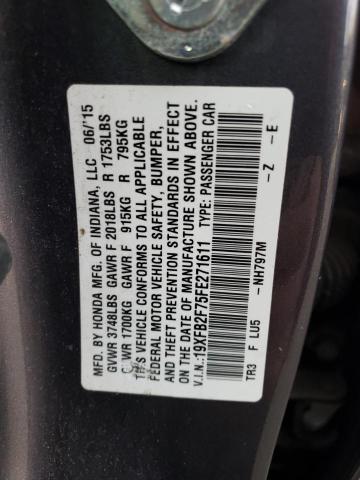 MFD. BY HONDA MFG. OF INDIANA, LLC 06/'15
GVWR 3748LBS GAWR F 2018LBS R 1753LBS
WR 1700KG GAWR F 915KG R 795KG
THIS VEHICLE CONFORMS TO ALL APPLICABLE
FEDERAL MOTOR VEHICLE SAFETY, BUMPER,
AND THEFT PREVENTION STANDARDS IN EFFECT
ON THE DATE OF MANUFACTURE SHOWN ABOVE.
V.I.N.:19XFB2F75FE271611 TYPE: PASSENGER CAR
TR3 F LU5 -NH797M -Z -E